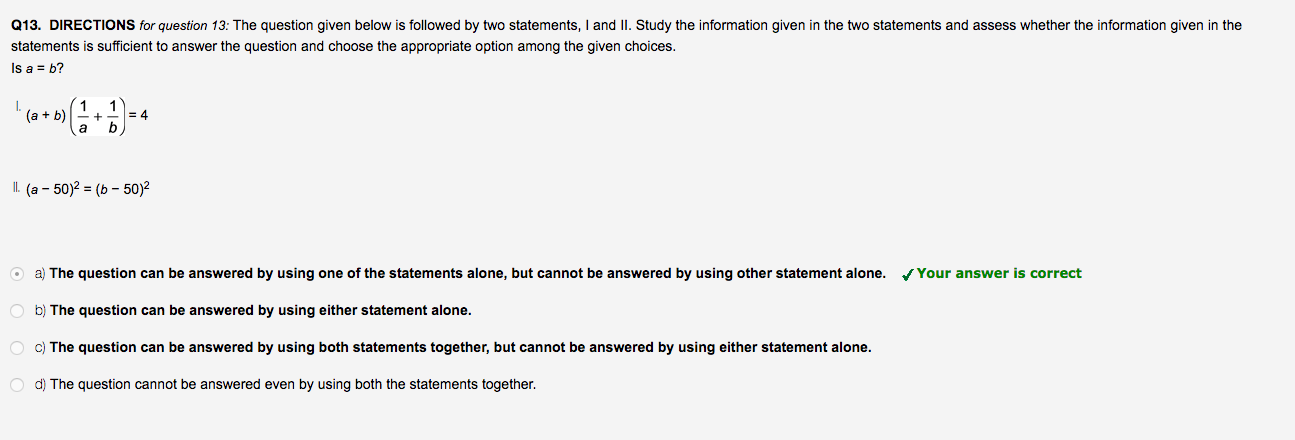 Q13. DIRECTIONS for question 13: The question given below is followed by two statements, I and II. Study the information given in the two statements and assess whether the information given in the
statements is sufficient to answer the question and choose the appropriate option among the given choices.
Is a = b?
I. (a + b) (1/a + 1/b) = 4
II. (a − 50)² = (b − 50)²
a) The question can be answered by using one of the statements alone, but cannot be answered by using other statement alone. ✓Your answer is correct
b) The question can be answered by using either statement alone.
c) The question can be answered by using both statements together, but cannot be answered by using either statement alone.
d) The question cannot be answered even by using both the statements together.